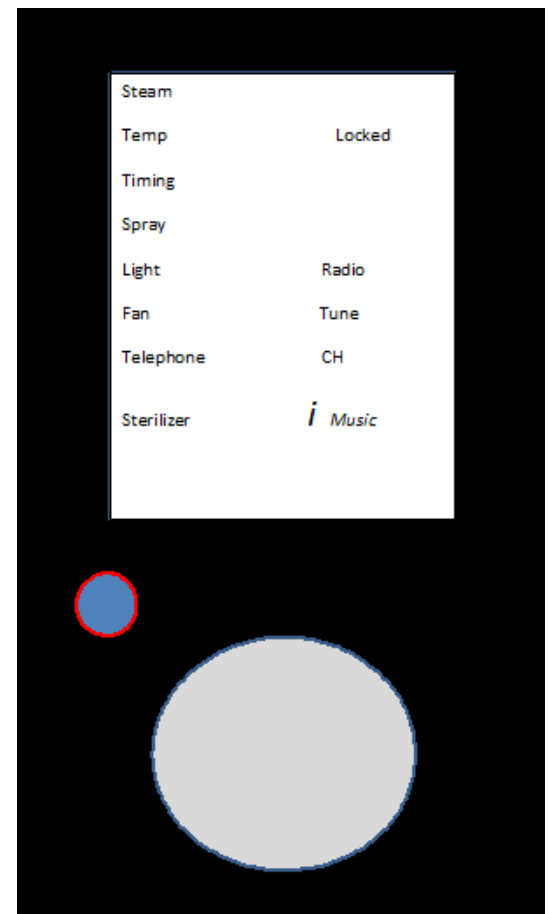 Steam
Temp Locked
Timing
Spray
Light Radio
Fan Tune
Telephone CH
Sterilizer i Music